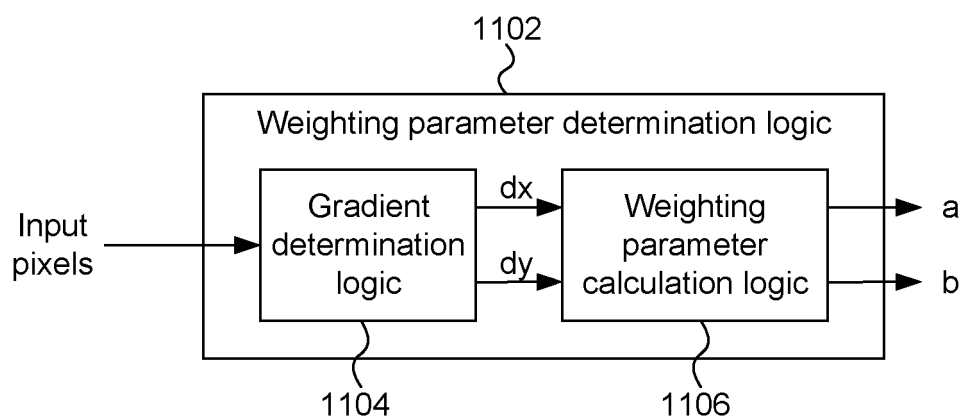 1102
Weighting parameter determination logic
Input
pixels
Gradient
determination
logic
dx
dy
Weighting
parameter
calculation logic
a
b
1104
1106